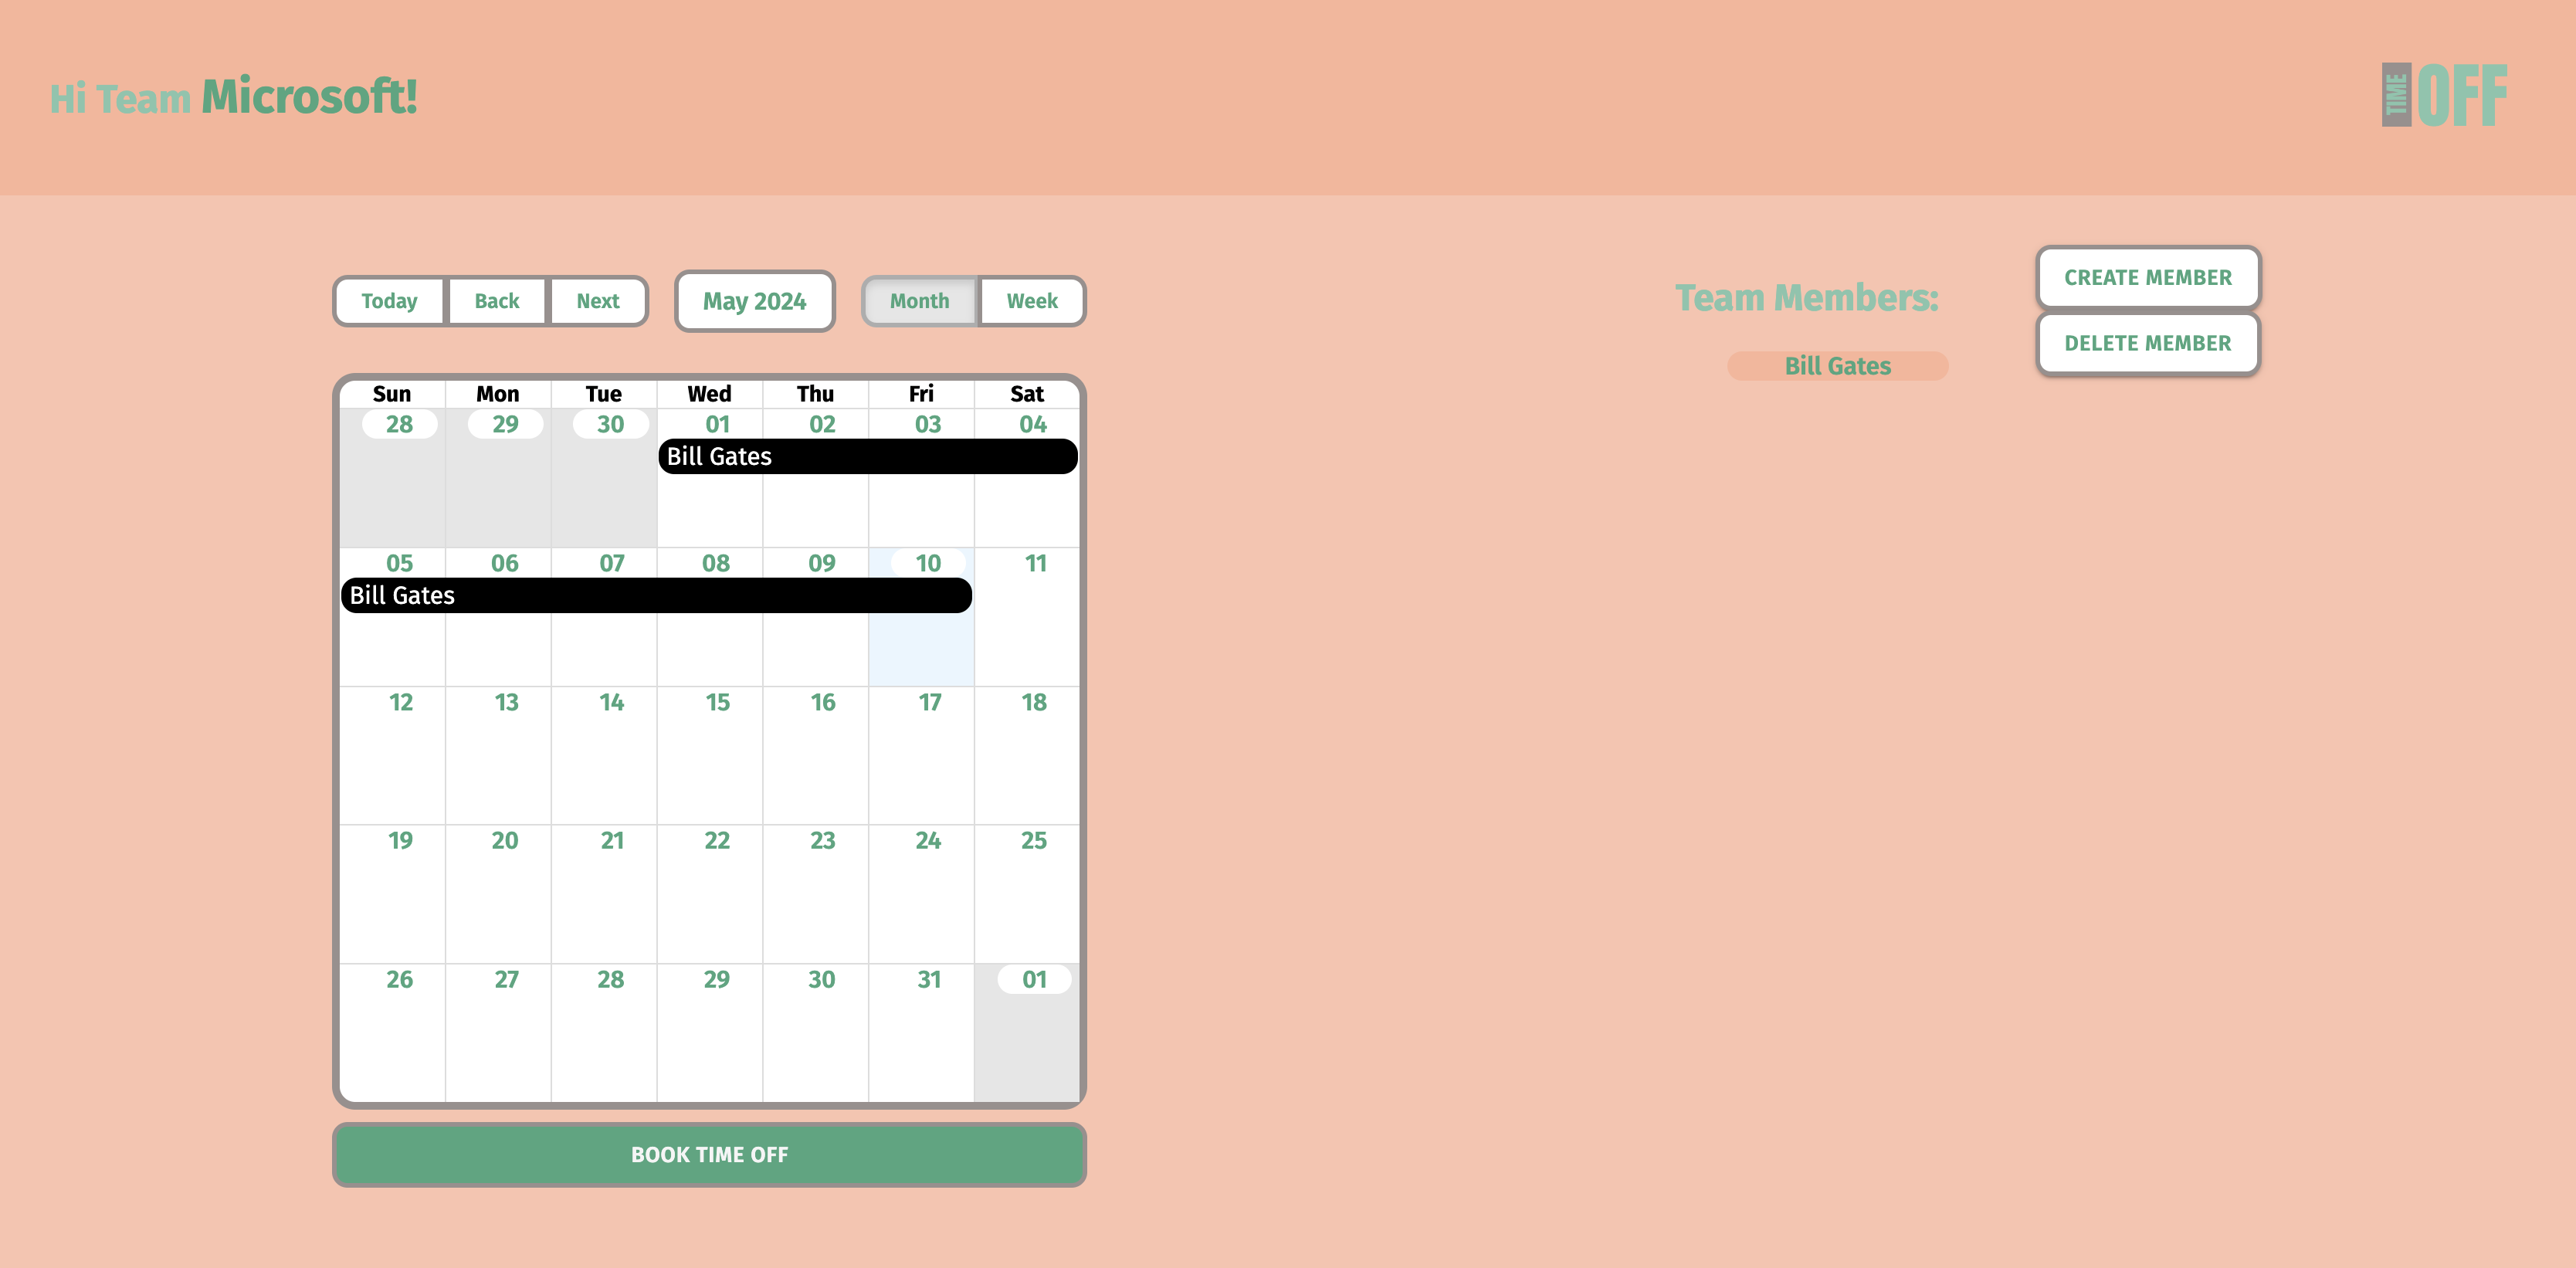 Hi Team Microsoft!
TIME OFF
Today Back Next May 2024 Month Week
Sun Mon Tue Wed Thu Fri Sat
28 29 30 01 02 03 04
Bill Gates
05 06 07 08 09 10 11
Bill Gates
12 13 14 15 16 17 18
19 20 21 22 23 24 25
26 27 28 29 30 31 01
BOOK TIME OFF
Team Members:
Bill Gates
CREATE MEMBER
DELETE MEMBER